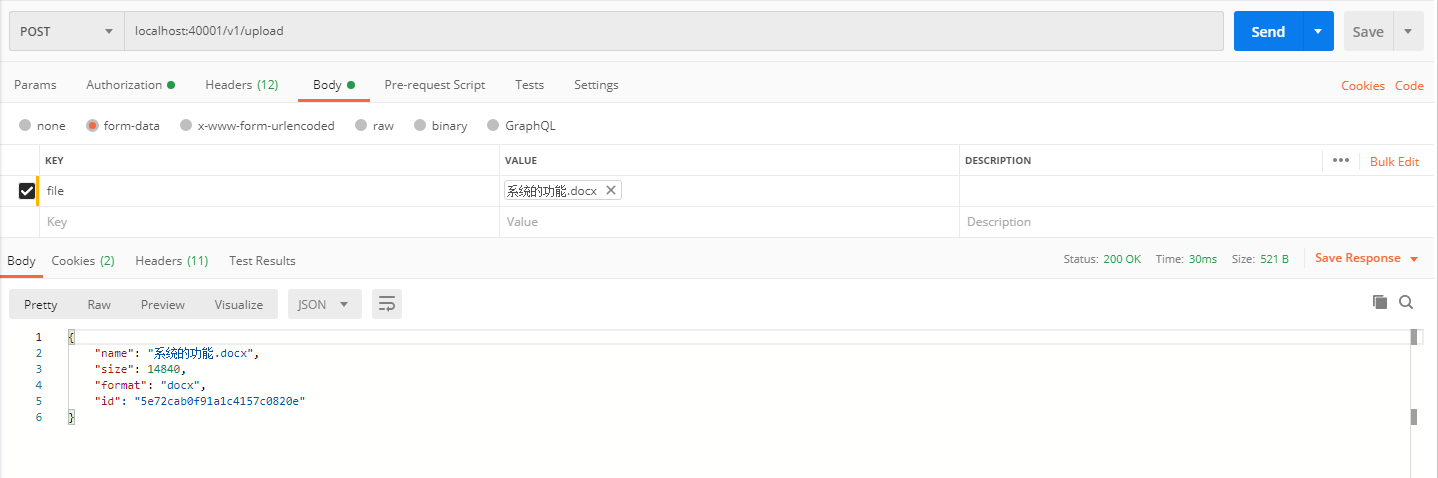 POST localhost:40001/v1/upload Send Save
Params Authorization Headers (12) Body Pre-request Script Tests Settings Cookies Code
none form-data x-www-form-urlencoded raw binary GraphQL
KEY VALUE DESCRIPTION ••• Bulk Edit
file 系统的功能.docx
Key Value Description
Body Cookies (2) Headers (11) Test Results Status: 200 OK Time: 30ms Size: 521 B Save Response
Pretty Raw Preview Visualize JSON
1 {
2 "name": "系统的功能.docx",
3 "size": 14840,
4 "format": "docx",
5 "id": "5e72cab0f91a1c4157c0820e"
6 }